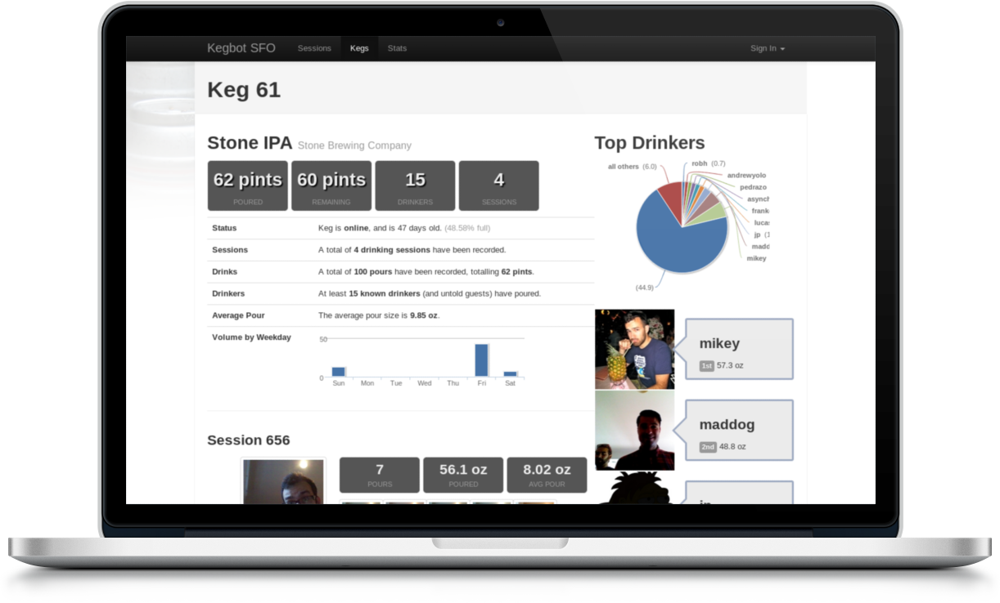 Kegbot SFO Sessions Kegs Stats Sign In
Keg 61
Stone IPA Stone Brewing Company
62 pints POURED
60 pints REMAINING
15 DRINKERS
4 SESSIONS
Status Keg is online, and is 47 days old. (48.58% full)
Sessions A total of 4 drinking sessions have been recorded.
Drinks A total of 100 pours have been recorded, totalling 62 pints.
Drinkers At least 15 known drinkers (and untold guests) have poured.
Average Pour The average pour size is 9.85 oz.
Volume by Weekday
50
0
Sun Mon Tue Wed Thu Fri Sat
Session 656
7 POURS
56.1 oz POURED
8.02 oz AVG POUR
Top Drinkers
all others (6.0)
robh (0.7)
andrewyolo
pedrazo
asynch
frank
lucas
jp (1
madd
mikey
(44.9)
mikey
1st 57.3 oz
maddog
2nd 48.8 oz